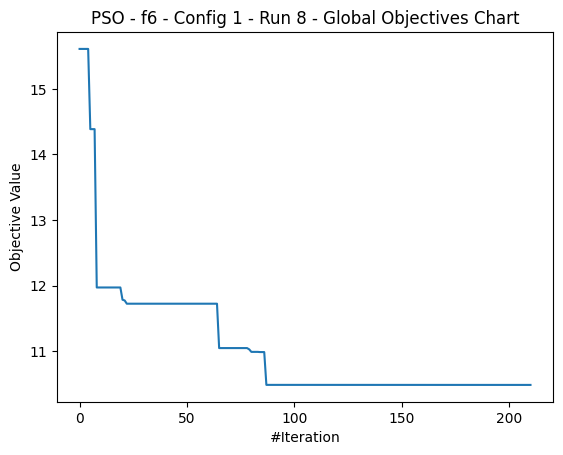 PSO - f6 - Config 1 - Run 8 - Global Objectives Chart
Objective Value
15
14
13
12
11
0 50 100 150 200
#Iteration